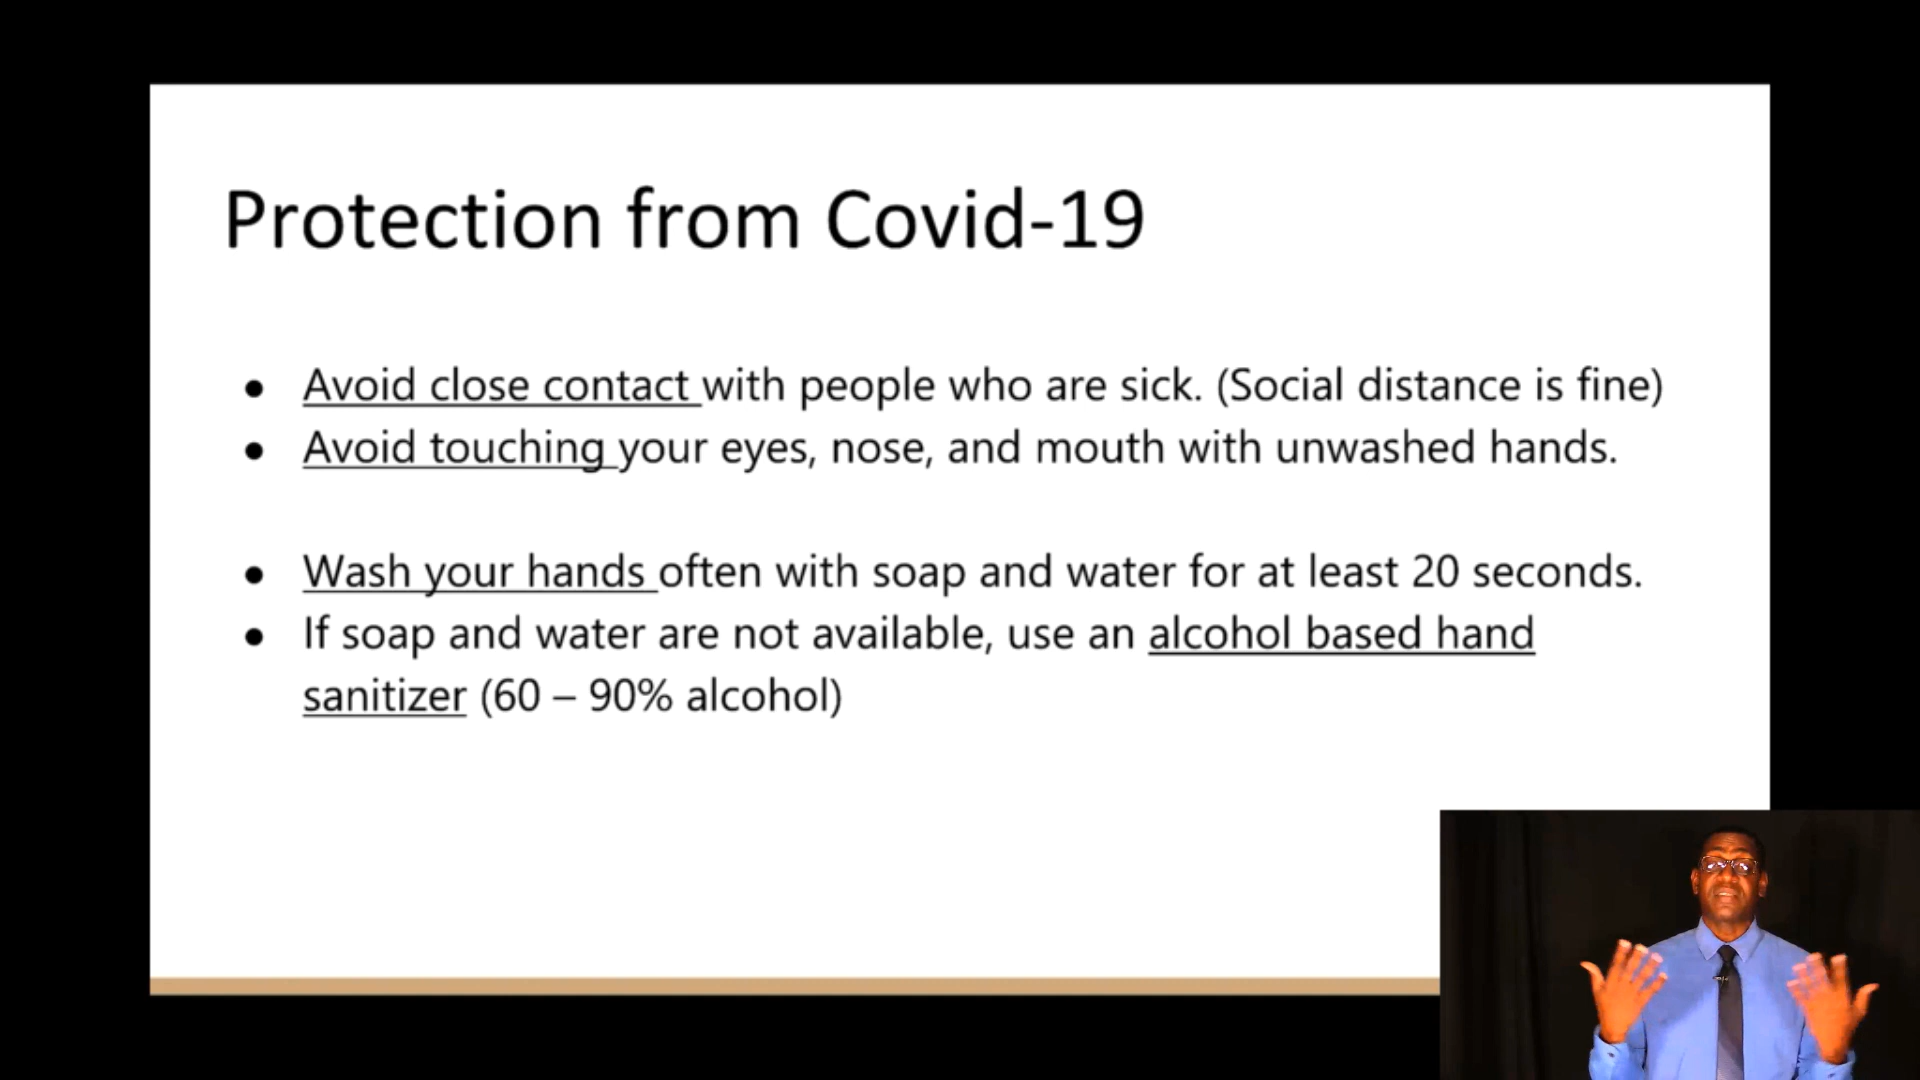 Protection from Covid-19
● Avoid close contact with people who are sick. (Social distance is fine)
● Avoid touching your eyes, nose, and mouth with unwashed hands.
● Wash your hands often with soap and water for at least 20 seconds.
● If soap and water are not available, use an alcohol based hand
sanitizer (60 – 90% alcohol)